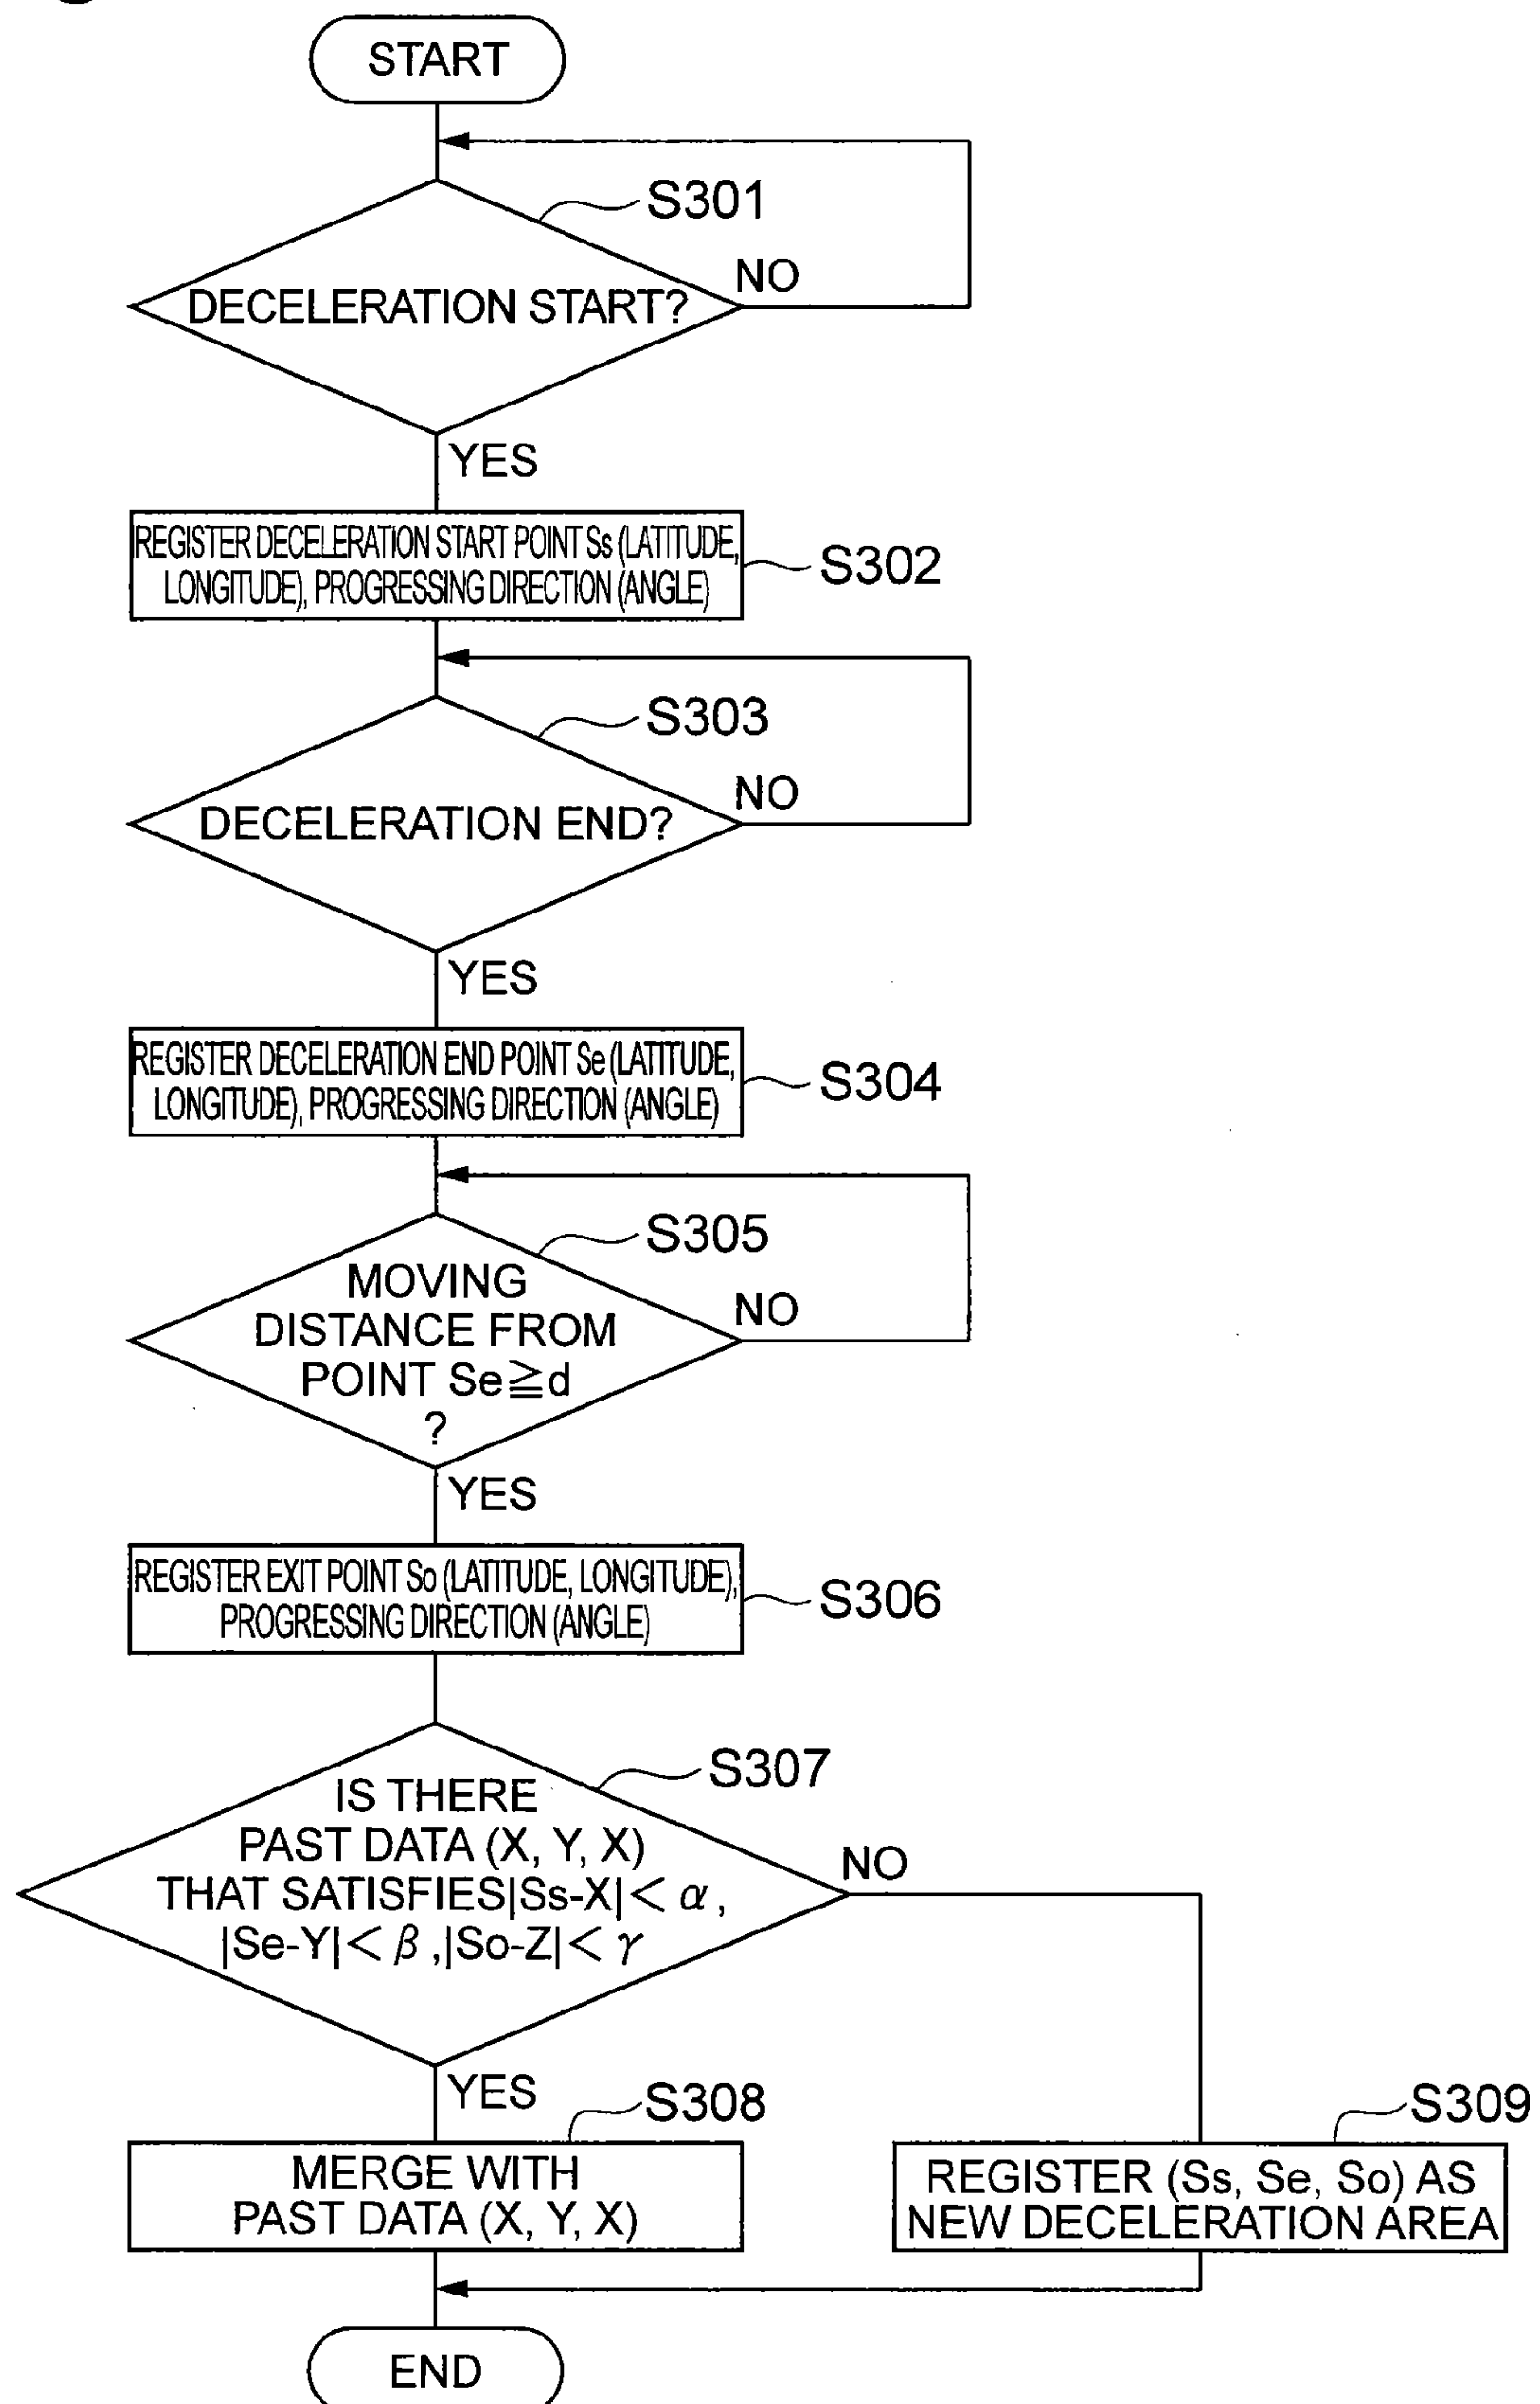 START
S301
NO
DECELERATION START?
YES
REGISTER DECELERATION START POINT Ss (LATITUDE,
LONGITUDE), PROGRESSING DIRECTION (ANGLE)
S302
S303
NO
DECELERATION END?
YES
REGISTER DECELERATION END POINT Se (LATITUDE,
LONGITUDE), PROGRESSING DIRECTION (ANGLE)
S304
S305
MOVING
DISTANCE FROM
POINT Se≧d
?
NO
YES
REGISTER EXIT POINT So (LATITUDE, LONGITUDE),
PROGRESSING DIRECTION (ANGLE)
S306
S307
IS THERE
PAST DATA (X, Y, X)
THAT SATISFIES|Ss-X|< α,
|Se-Y|< β ,|So-Z|< γ
NO
YES
S308
MERGE WITH
PAST DATA (X, Y, X)
S309
REGISTER (Ss, Se, So) AS
NEW DECELERATION AREA
END